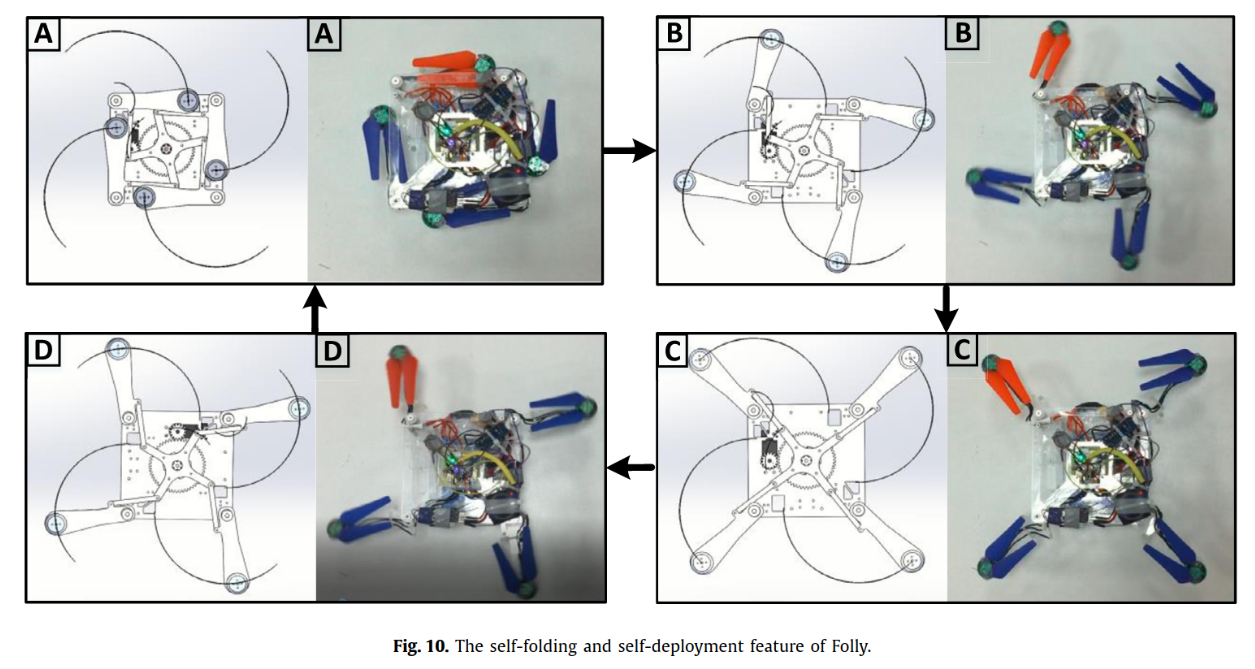 A
A
B
B
D
D
C
C
Fig. 10. The self-folding and self-deployment feature of Folly.